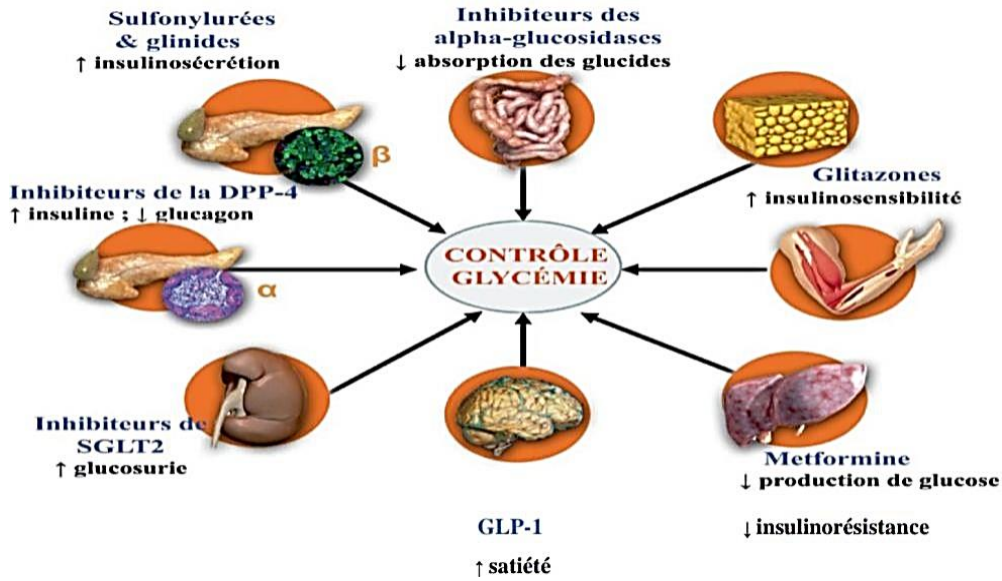 Sulfonylurées
& glinides
↑ insulinosécrétion
Inhibiteurs des
alpha-glucosidases
↓ absorption des glucides
β
Inhibiteurs de la DPP-4
↑ insuline ; ↓ glucagon
α
Glitazones
↑ insulinosensibilité
CONTRÔLE
GLYCÉMIE
Inhibiteurs de
SGLT2
↑ glucosurie
GLP-1
↑ satiété
Metformine
↓ production de glucose
↓ insulinorésistance